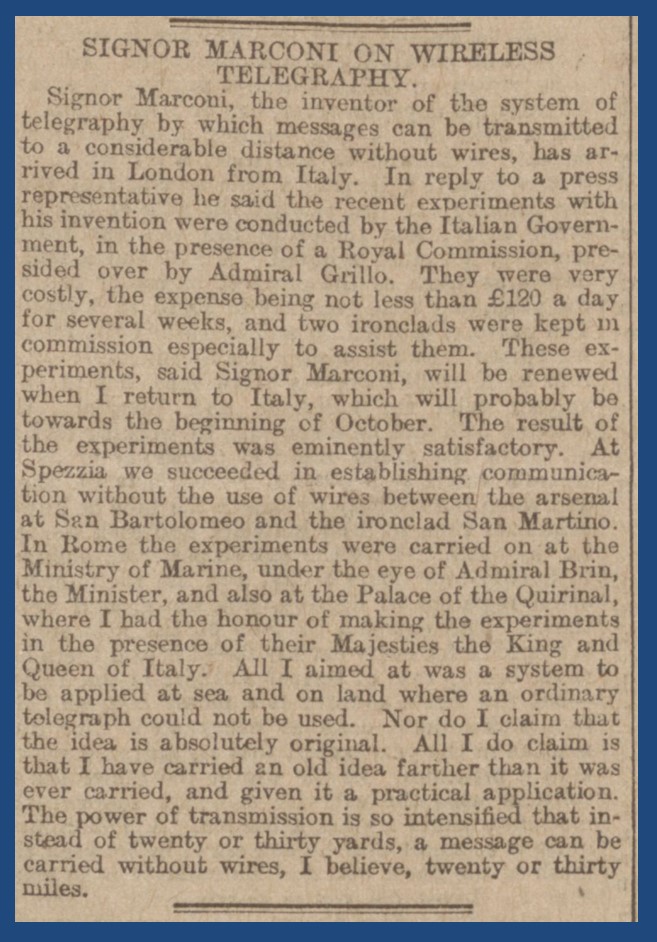 SIGNOR MARCONI ON WIRELESS
TELEGRAPHY.
Signor Marconi, the inventor of the system of
telegraphy by which messages can be transmitted
to a considerable distance without wires, has ar-
rived in London from Italy. In reply to a press
representative he said the recent experiments with
his invention were conducted by the Italian Govern-
ment, in the presence of a Royal Commission, pre-
sided over by Admiral Grillo. They were very
costly, the expense being not less than £120 a day
for several weeks, and two ironclads were kept in
commission especially to assist them. These ex-
periments, said Signor Marconi, will be renewed
when I return to Italy, which will probably be
towards the beginning of October. The result of
the experiments was eminently satisfactory. At
Spezzia we succeeded in establishing communica-
tion without the use of wires between the arsenal
at San Bartolomeo and the ironclad San Martino.
In Rome the experiments were carried on at the
Ministry of Marine, under the eye of Admiral Brin,
the Minister, and also at the Palace of the Quirinal,
where I had the honour of making the experiments
in the presence of their Majesties the King and
Queen of Italy. All I aimed at was a system to
be applied at sea and on land where an ordinary
telegraph could not be used. Nor do I claim that
the idea is absolutely original. All I do claim is
that I have carried an old idea farther than it was
ever carried, and given it a practical application.
The power of transmission is so intensified that in-
stead of twenty or thirty yards, a message can be
carried without wires, I believe, twenty or thirty
miles.